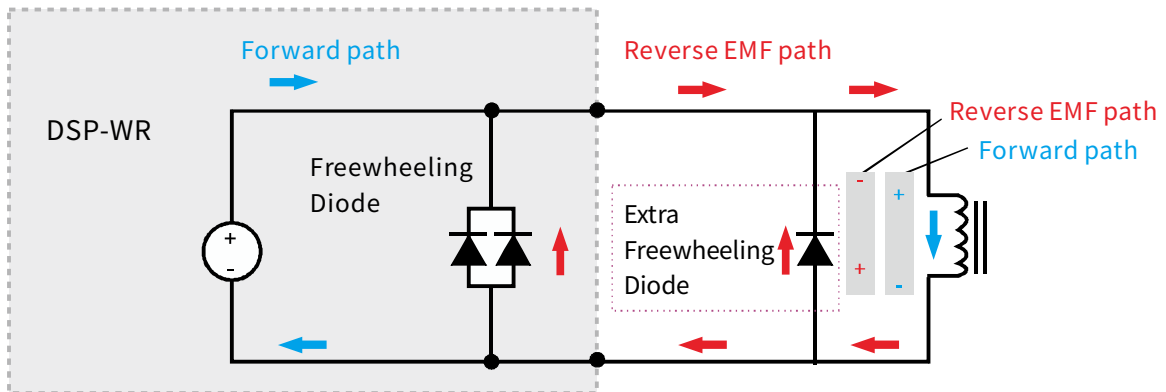 Forward path
Reverse EMF path
DSP-WR
Reverse EMF path
Forward path
Freewheeling
Diode
Extra
Freewheeling
Diode
-
+
+
-
+
-